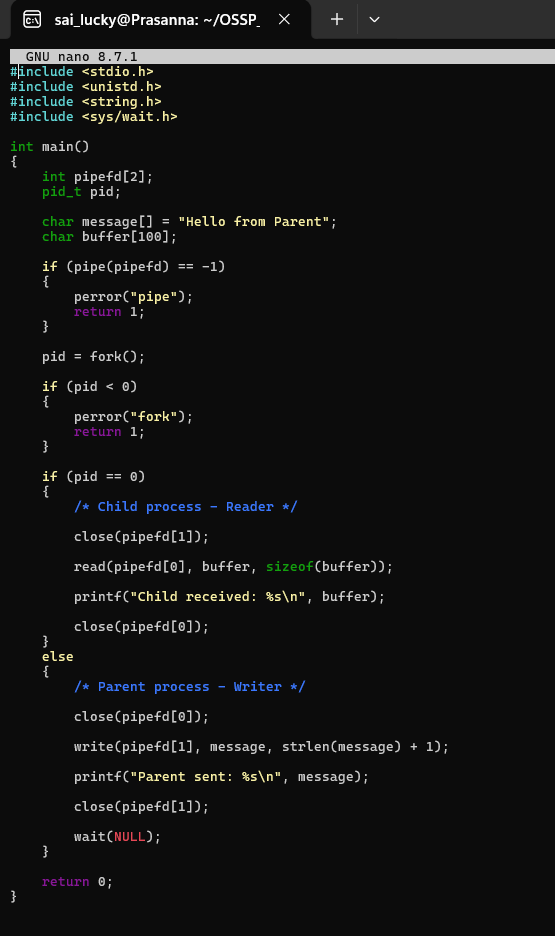 sai_lucky@Prasanna: ~/OSSP_
GNU nano 8.7.1
#include <stdio.h>
#include <unistd.h>
#include <string.h>
#include <sys/wait.h>
int main()
{
    int pipefd[2];
    pid_t pid;
    char message[] = "Hello from Parent";
    char buffer[100];
    if (pipe(pipefd) == -1)
    {
        perror("pipe");
        return 1;
    }
    pid = fork();
    if (pid < 0)
    {
        perror("fork");
        return 1;
    }
    if (pid == 0)
    {
        /* Child process - Reader */
        close(pipefd[1]);
        read(pipefd[0], buffer, sizeof(buffer));
        printf("Child received: %s\n", buffer);
        close(pipefd[0]);
    }
    else
    {
        /* Parent process - Writer */
        close(pipefd[0]);
        write(pipefd[1], message, strlen(message) + 1);
        printf("Parent sent: %s\n", message);
        close(pipefd[1]);
        wait(NULL);
    }
    return 0;
}